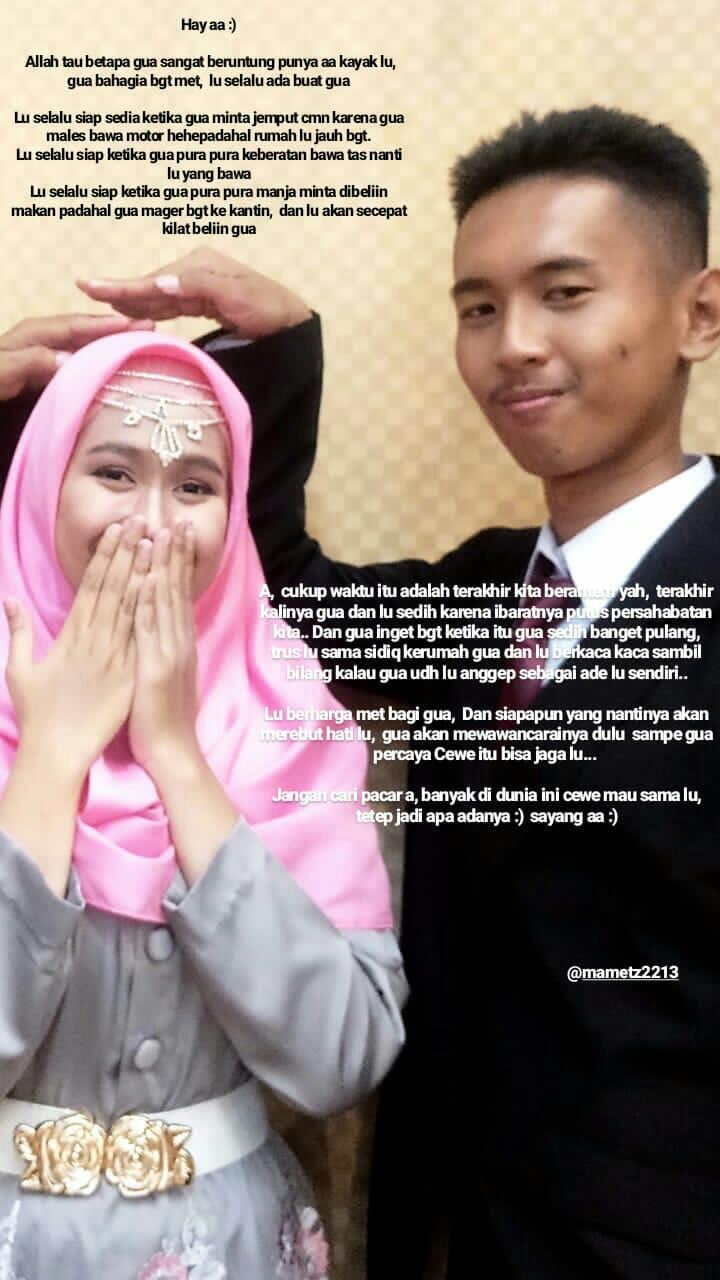 Hay aa :)
Allah tau betapa gua sangat beruntung punya aa kayak lu,
gua bahagia bgt met, lu selalu ada buat gua
Lu selalu siap sedia ketika gua minta jemput cmn karena gua
males bawa motor hehepadahal rumah lu jauh bgt.
Lu selalu siap ketika gua pura pura keberatan bawa tas nanti
lu yang bawa
Lu selalu siap ketika gua pura pura manja minta dibeliin
makan padahal gua mager bgt ke kantin, dan lu akan secepat
kilat beliin gua
A, cukup waktu itu adalah terakhir kita berantem yah, terakhir
kalinya gua dan lu sedih karena ibaratnya putus persahabatan
kita.. Dan gua inget bgt ketika itu gua sedih banget pulang,
trus lu sama sidiq kerumah gua dan lu berkaca kaca sambil
bilang kalau gua udh lu anggep sebagai ade lu sendiri..
Lu berharga met bagi gua, Dan siapapun yang nantinya akan
merebut hati lu, gua akan mewawancarainya dulu sampe gua
percaya Cewe itu bisa jaga lu...
Jangan cari pacar a, banyak di dunia ini cewe mau sama lu,
tetep jadi apa adanya :) sayang aa :)
@mametz2213